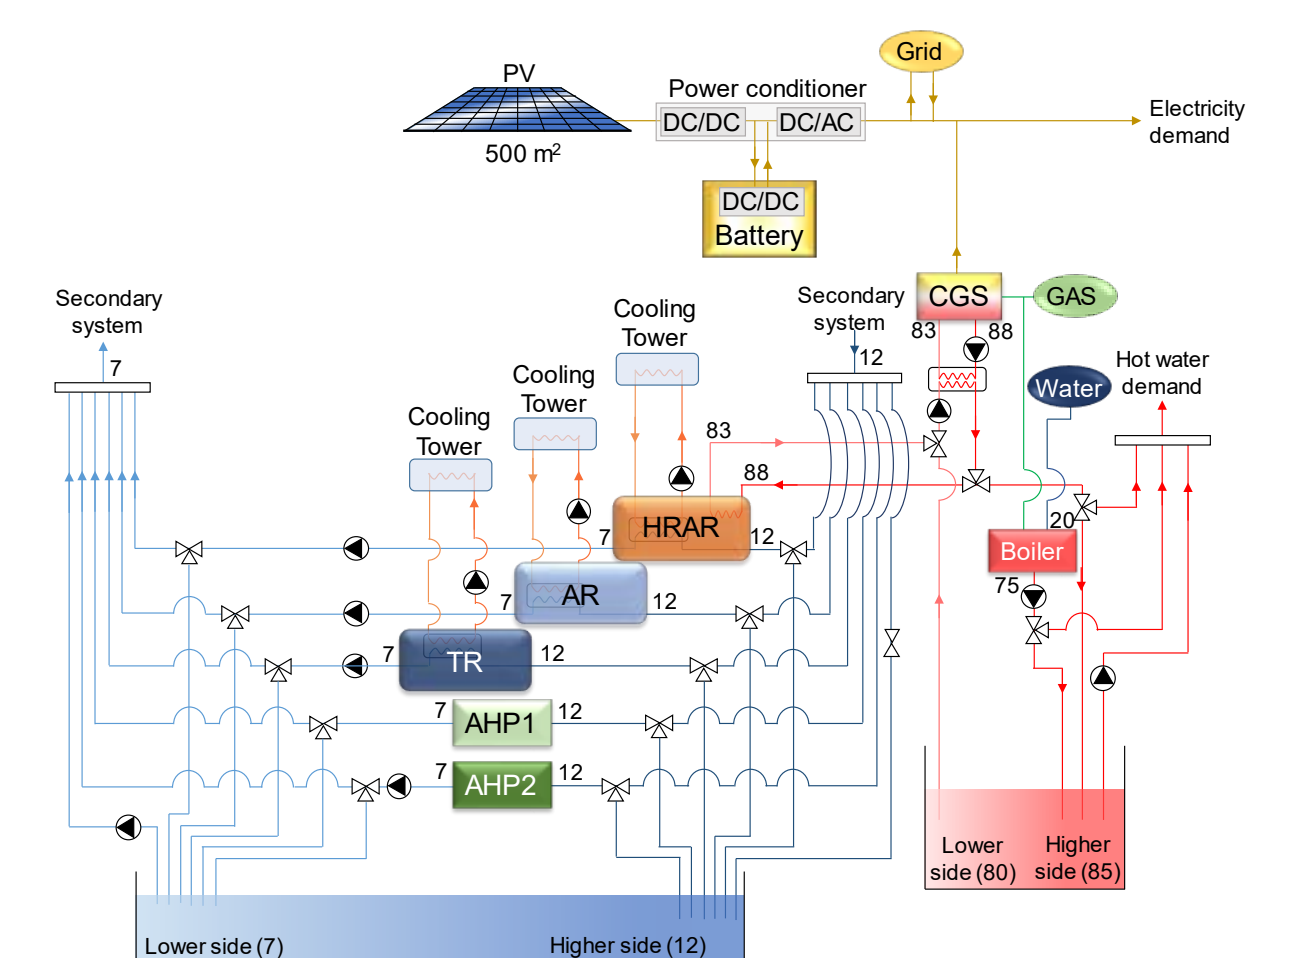 Grid
PV
Power conditioner
DC/DC
DC/AC
Electricity
demand
500 m2
DC/DC
Battery
CGS
GAS
83
88
Secondary
system
7
Cooling
Tower
Secondary
system
12
Hot water
demand
Water
Cooling
Tower
Cooling
Tower
83
88
HRAR
7
12
20
Boiler
75
AR
7
12
TR
7
12
AHP1
7
12
AHP2
7
12
Lower
side (80)
Higher
side (85)
Lower side (7)
Higher side (12)